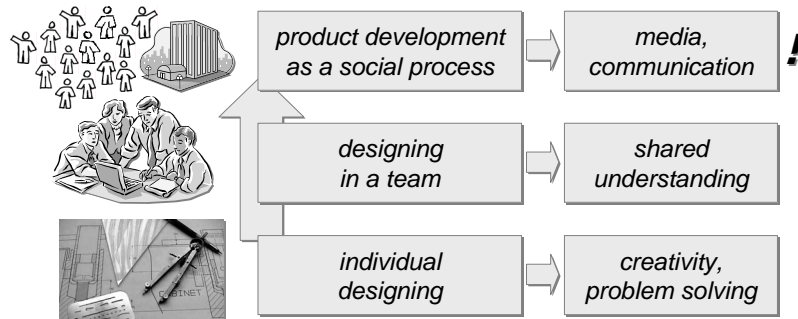 product development
as a social process
media,
communication
!
designing
in a team
shared
understanding
individual
designing
creativity,
problem solving
CABINET